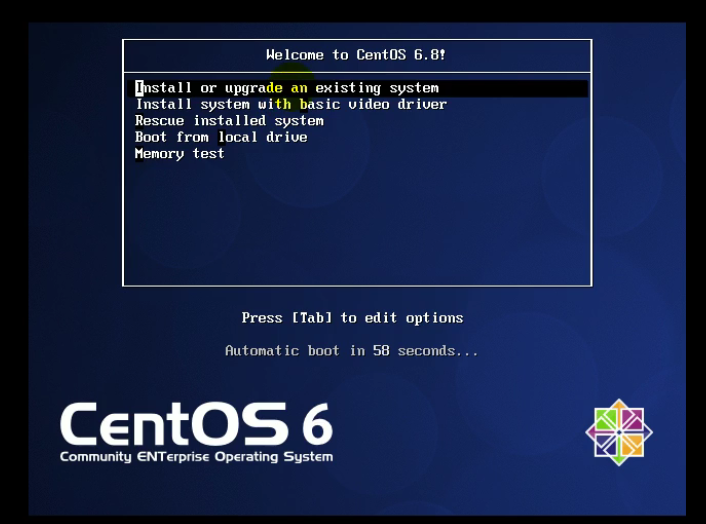 Welcome to CentOS 6.8!
Install or upgrade an existing system
Install system with basic video driver
Rescue installed system
Boot from local drive
Memory test
Press [Tab] to edit options
Automatic boot in 58 seconds...
CentOS 6
Community ENTerprise Operating System